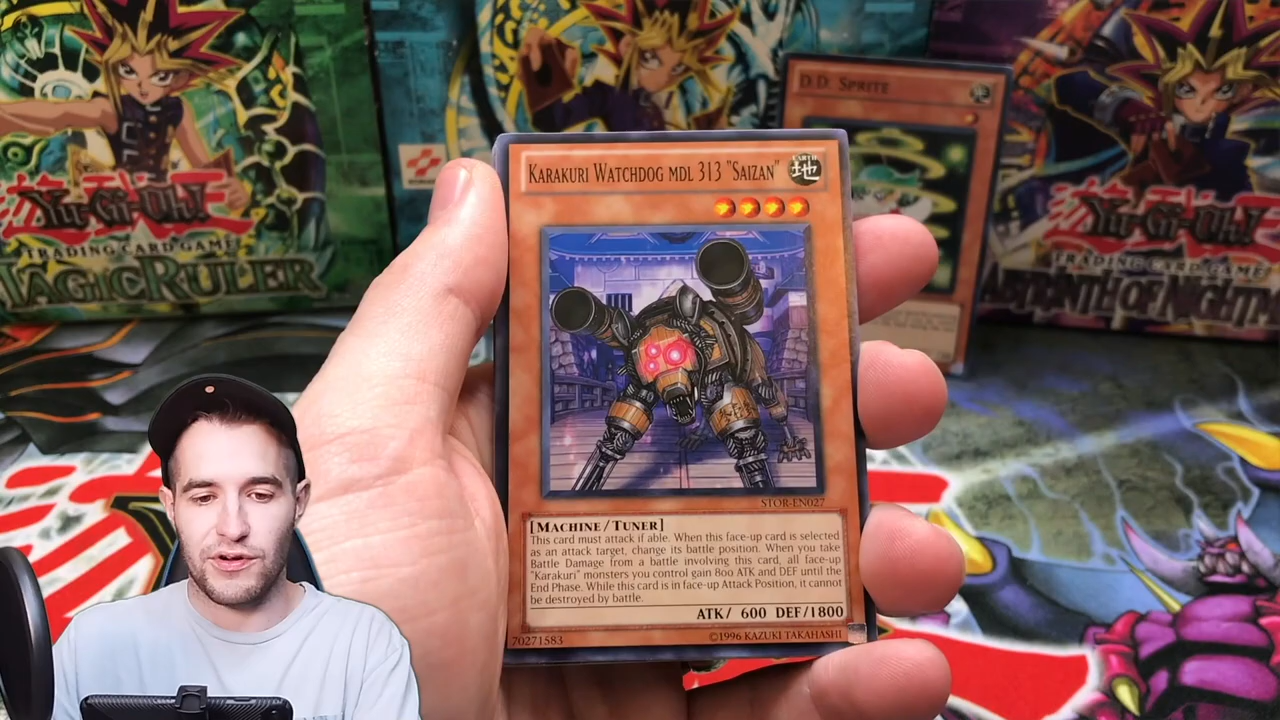 Yu-Gi-Oh!
TRADING CARD GAME
MAGIC RULER
D.D. SPRITE
Yu-Gi-Oh!
TRADING CARD GAME
LABYRINTH OF NIGHTM
KARAKURI WATCHDOG MDL 313 "SAIZAN"
EARTH
地
STOR-EN027
[MACHINE/TUNER]
This card must attack if able. When this face-up card is selected
as an attack target, change its battle position. When you take
Battle Damage from a battle involving this card, all face-up
"Karakuri" monsters you control gain 800 ATK and DEF until the
End Phase. While this card is in face-up Attack Position, it cannot
be destroyed by battle.
ATK/ 600 DEF/1800
70271583
©1996 KAZUKI TAKAHASHI